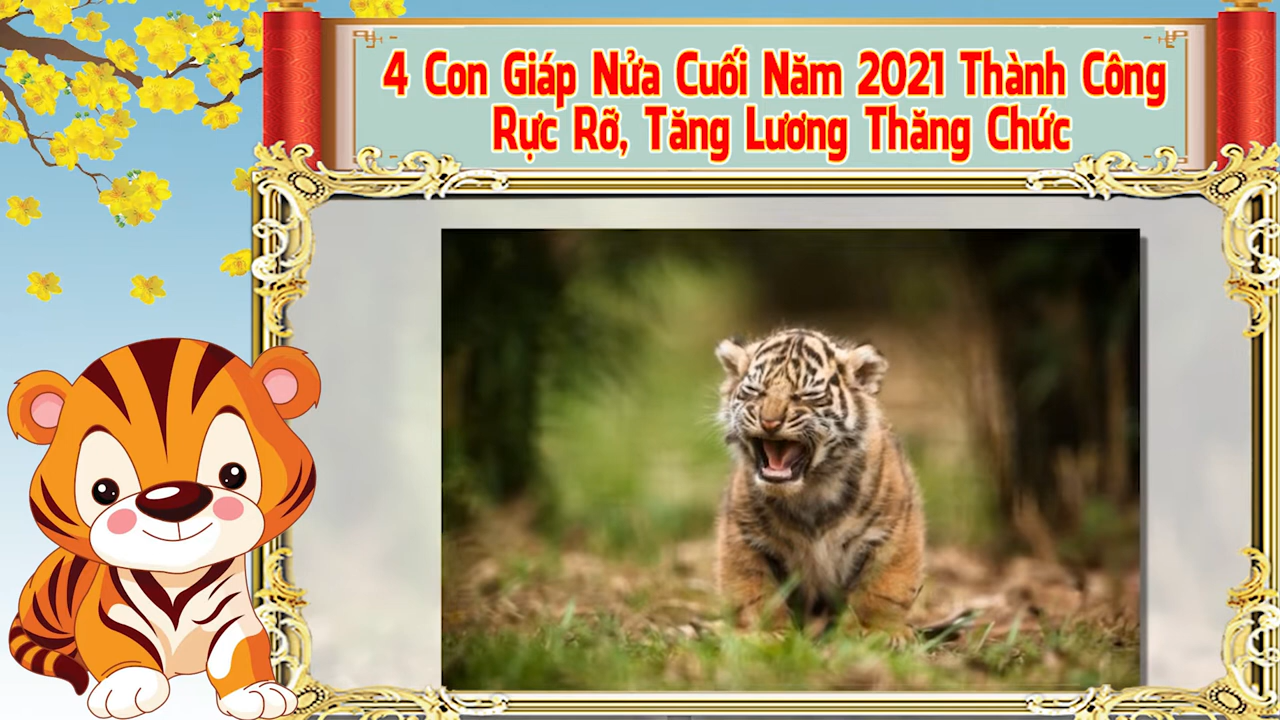 4 Con Giáp Nửa Cuối Năm 2021 Thành Công
Rực Rỡ, Tăng Lương Thăng Chức